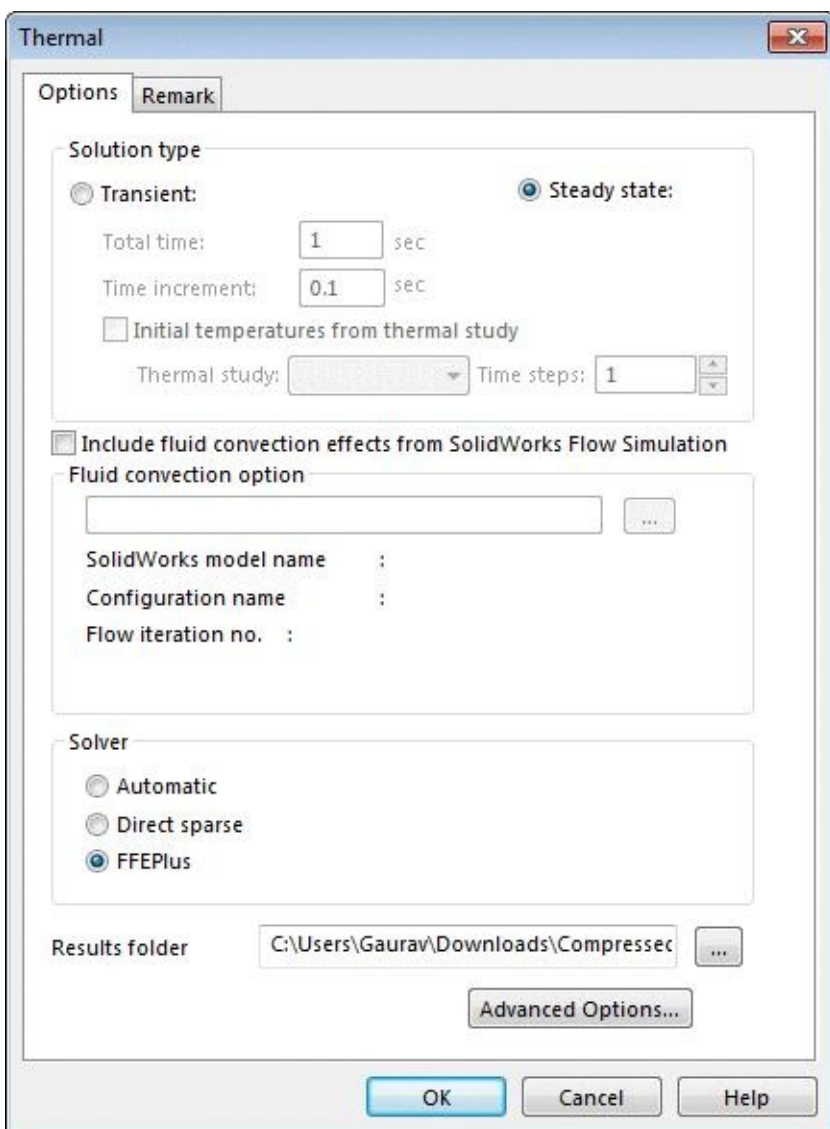 Thermal
Options Remark
Solution type
Transient: Steady state:
Total time: 1 sec
Time increment: 0.1 sec
Initial temperatures from thermal study
Thermal study: Time steps: 1
Include fluid convection effects from SolidWorks Flow Simulation
Fluid convection option
...
SolidWorks model name :
Configuration name :
Flow iteration no. :
Solver
Automatic
Direct sparse
FFEPlus
Results folder C:\Users\Gaurav\Downloads\Compressec ...
Advanced Options...
OK Cancel Help